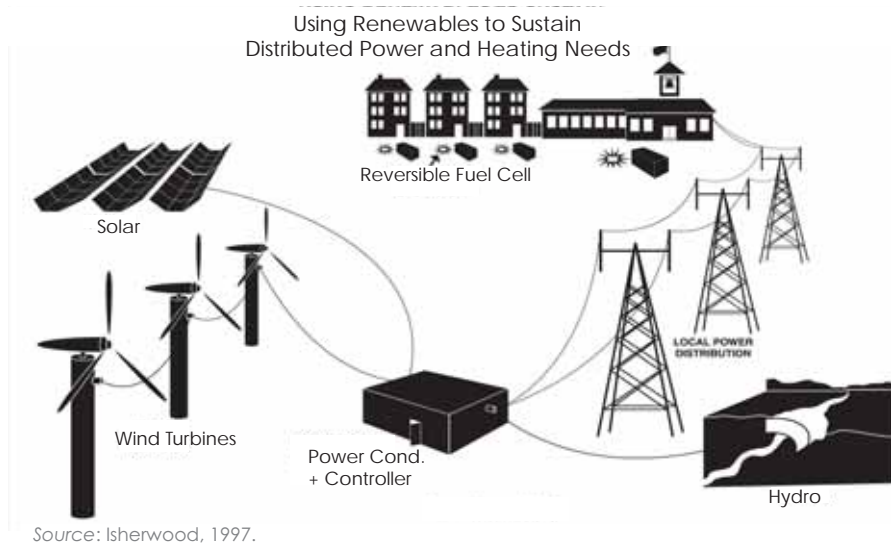 Using Renewables to Sustain
Distributed Power and Heating Needs
Reversible Fuel Cell
Solar
LOCAL POWER
DISTRIBUTION
Wind Turbines
Power Cond.
+ Controller
Hydro
Source: Isherwood, 1997.